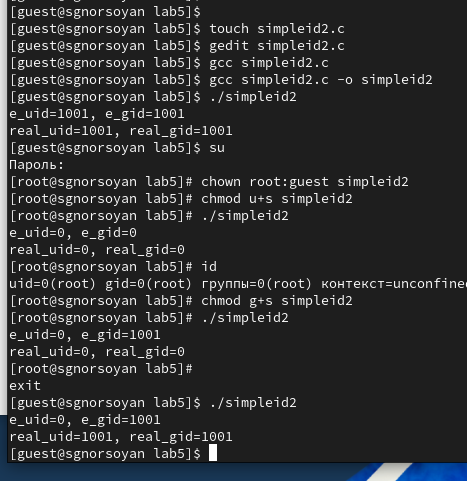 [guest@sgnorsoyan lab5]$
[guest@sgnorsoyan lab5]$ touch simpleid2.c
[guest@sgnorsoyan lab5]$ gedit simpleid2.c
[guest@sgnorsoyan lab5]$ gcc simpleid2.c
[guest@sgnorsoyan lab5]$ gcc simpleid2.c -o simpleid2
[guest@sgnorsoyan lab5]$ ./simpleid2
e_uid=1001, e_gid=1001
real_uid=1001, real_gid=1001
[guest@sgnorsoyan lab5]$ su
Пароль:
[root@sgnorsoyan lab5]# chown root:guest simpleid2
[root@sgnorsoyan lab5]# chmod u+s simpleid2
[root@sgnorsoyan lab5]# ./simpleid2
e_uid=0, e_gid=0
real_uid=0, real_gid=0
[root@sgnorsoyan lab5]# id
uid=0(root) gid=0(root) группы=0(root) контекст=unconfine
[root@sgnorsoyan lab5]# chmod g+s simpleid2
[root@sgnorsoyan lab5]# ./simpleid2
e_uid=0, e_gid=1001
real_uid=0, real_gid=0
[root@sgnorsoyan lab5]#
exit
[guest@sgnorsoyan lab5]$ ./simpleid2
e_uid=0, e_gid=1001
real_uid=1001, real_gid=1001
[guest@sgnorsoyan lab5]$